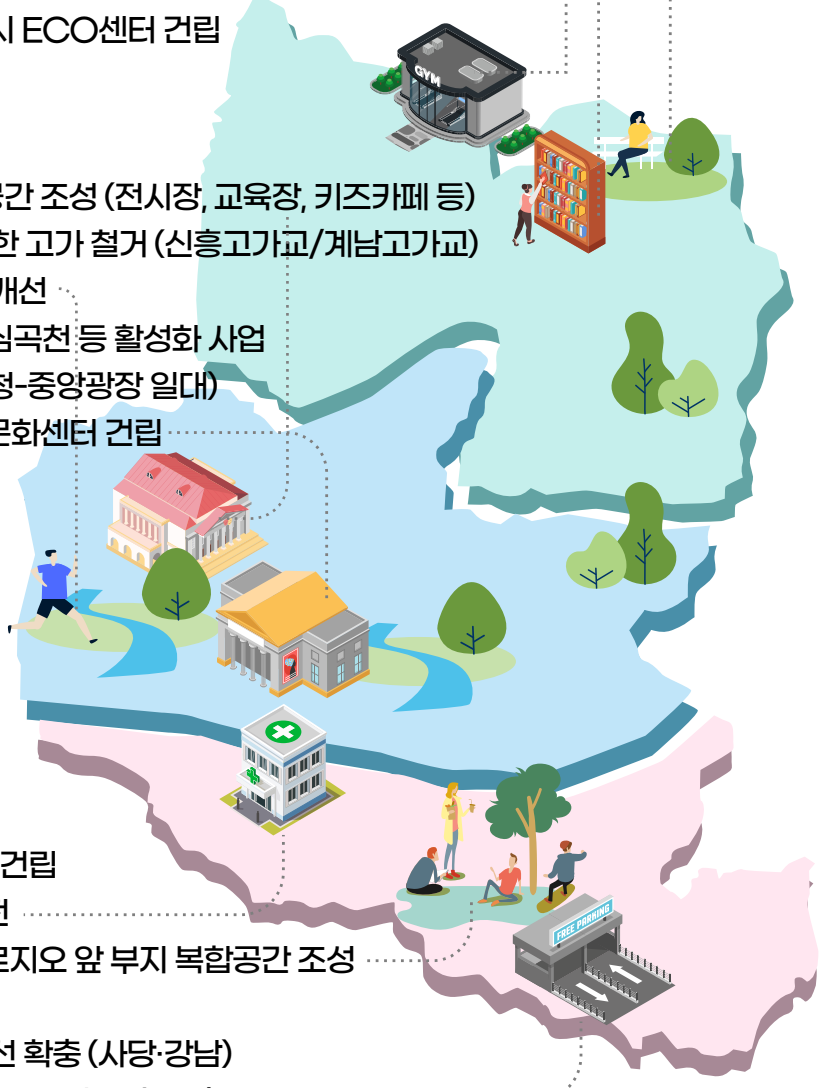 시 ECO센터 건립
GYM
공간 조성 (전시장, 교육장, 키즈카페 등)
한 고가 철거 (신흥고가교/계남고가교)
개선
심곡천 등 활성화 사업
청-중앙광장 일대)
문화센터 건립
건립
로지오 앞 부지 복합공간 조성
FREE PARKING
선 확충 (사당·강남)